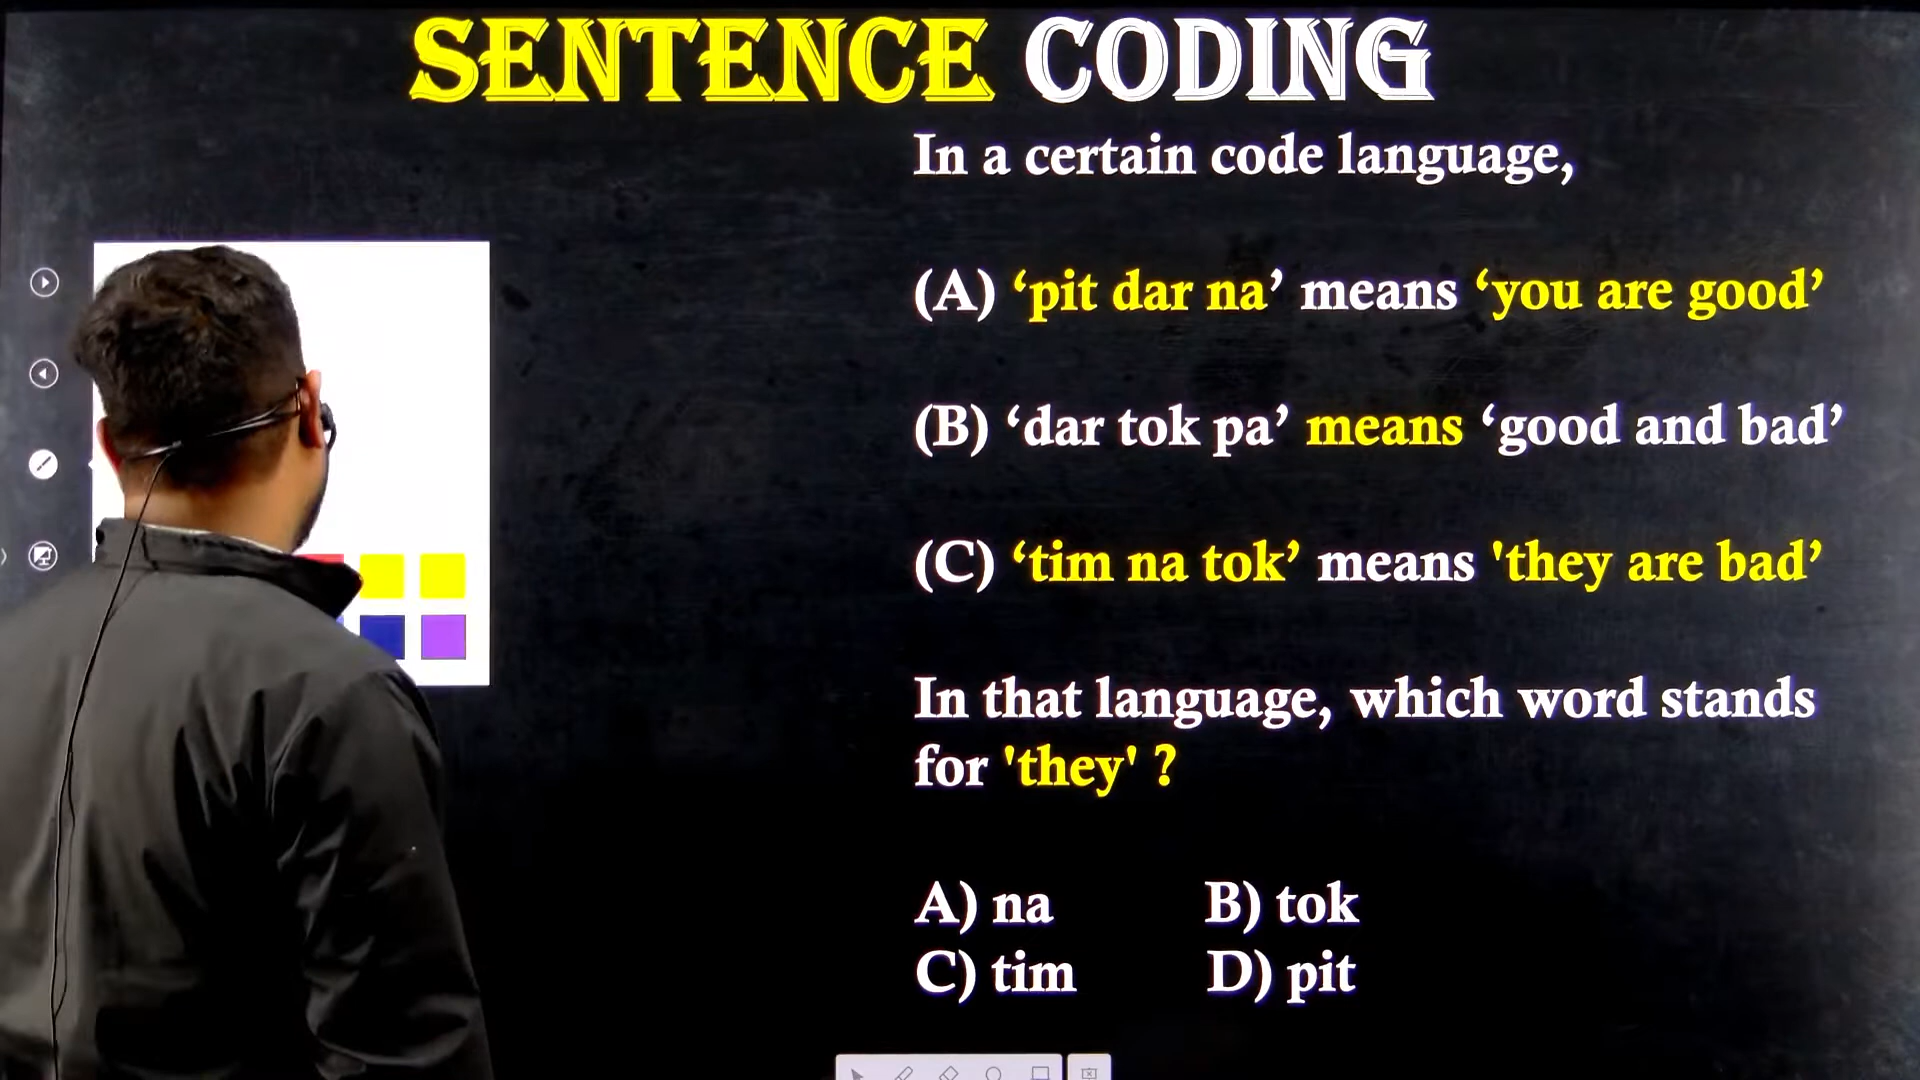 SENTENCE CODING
In a certain code language,
(A) ‘pit dar na’ means ‘you are good’
(B) ‘dar tok pa’ means ‘good and bad’
(C) ‘tim na tok’ means 'they are bad’
In that language, which word stands
for 'they' ?
A) na B) tok
C) tim D) pit